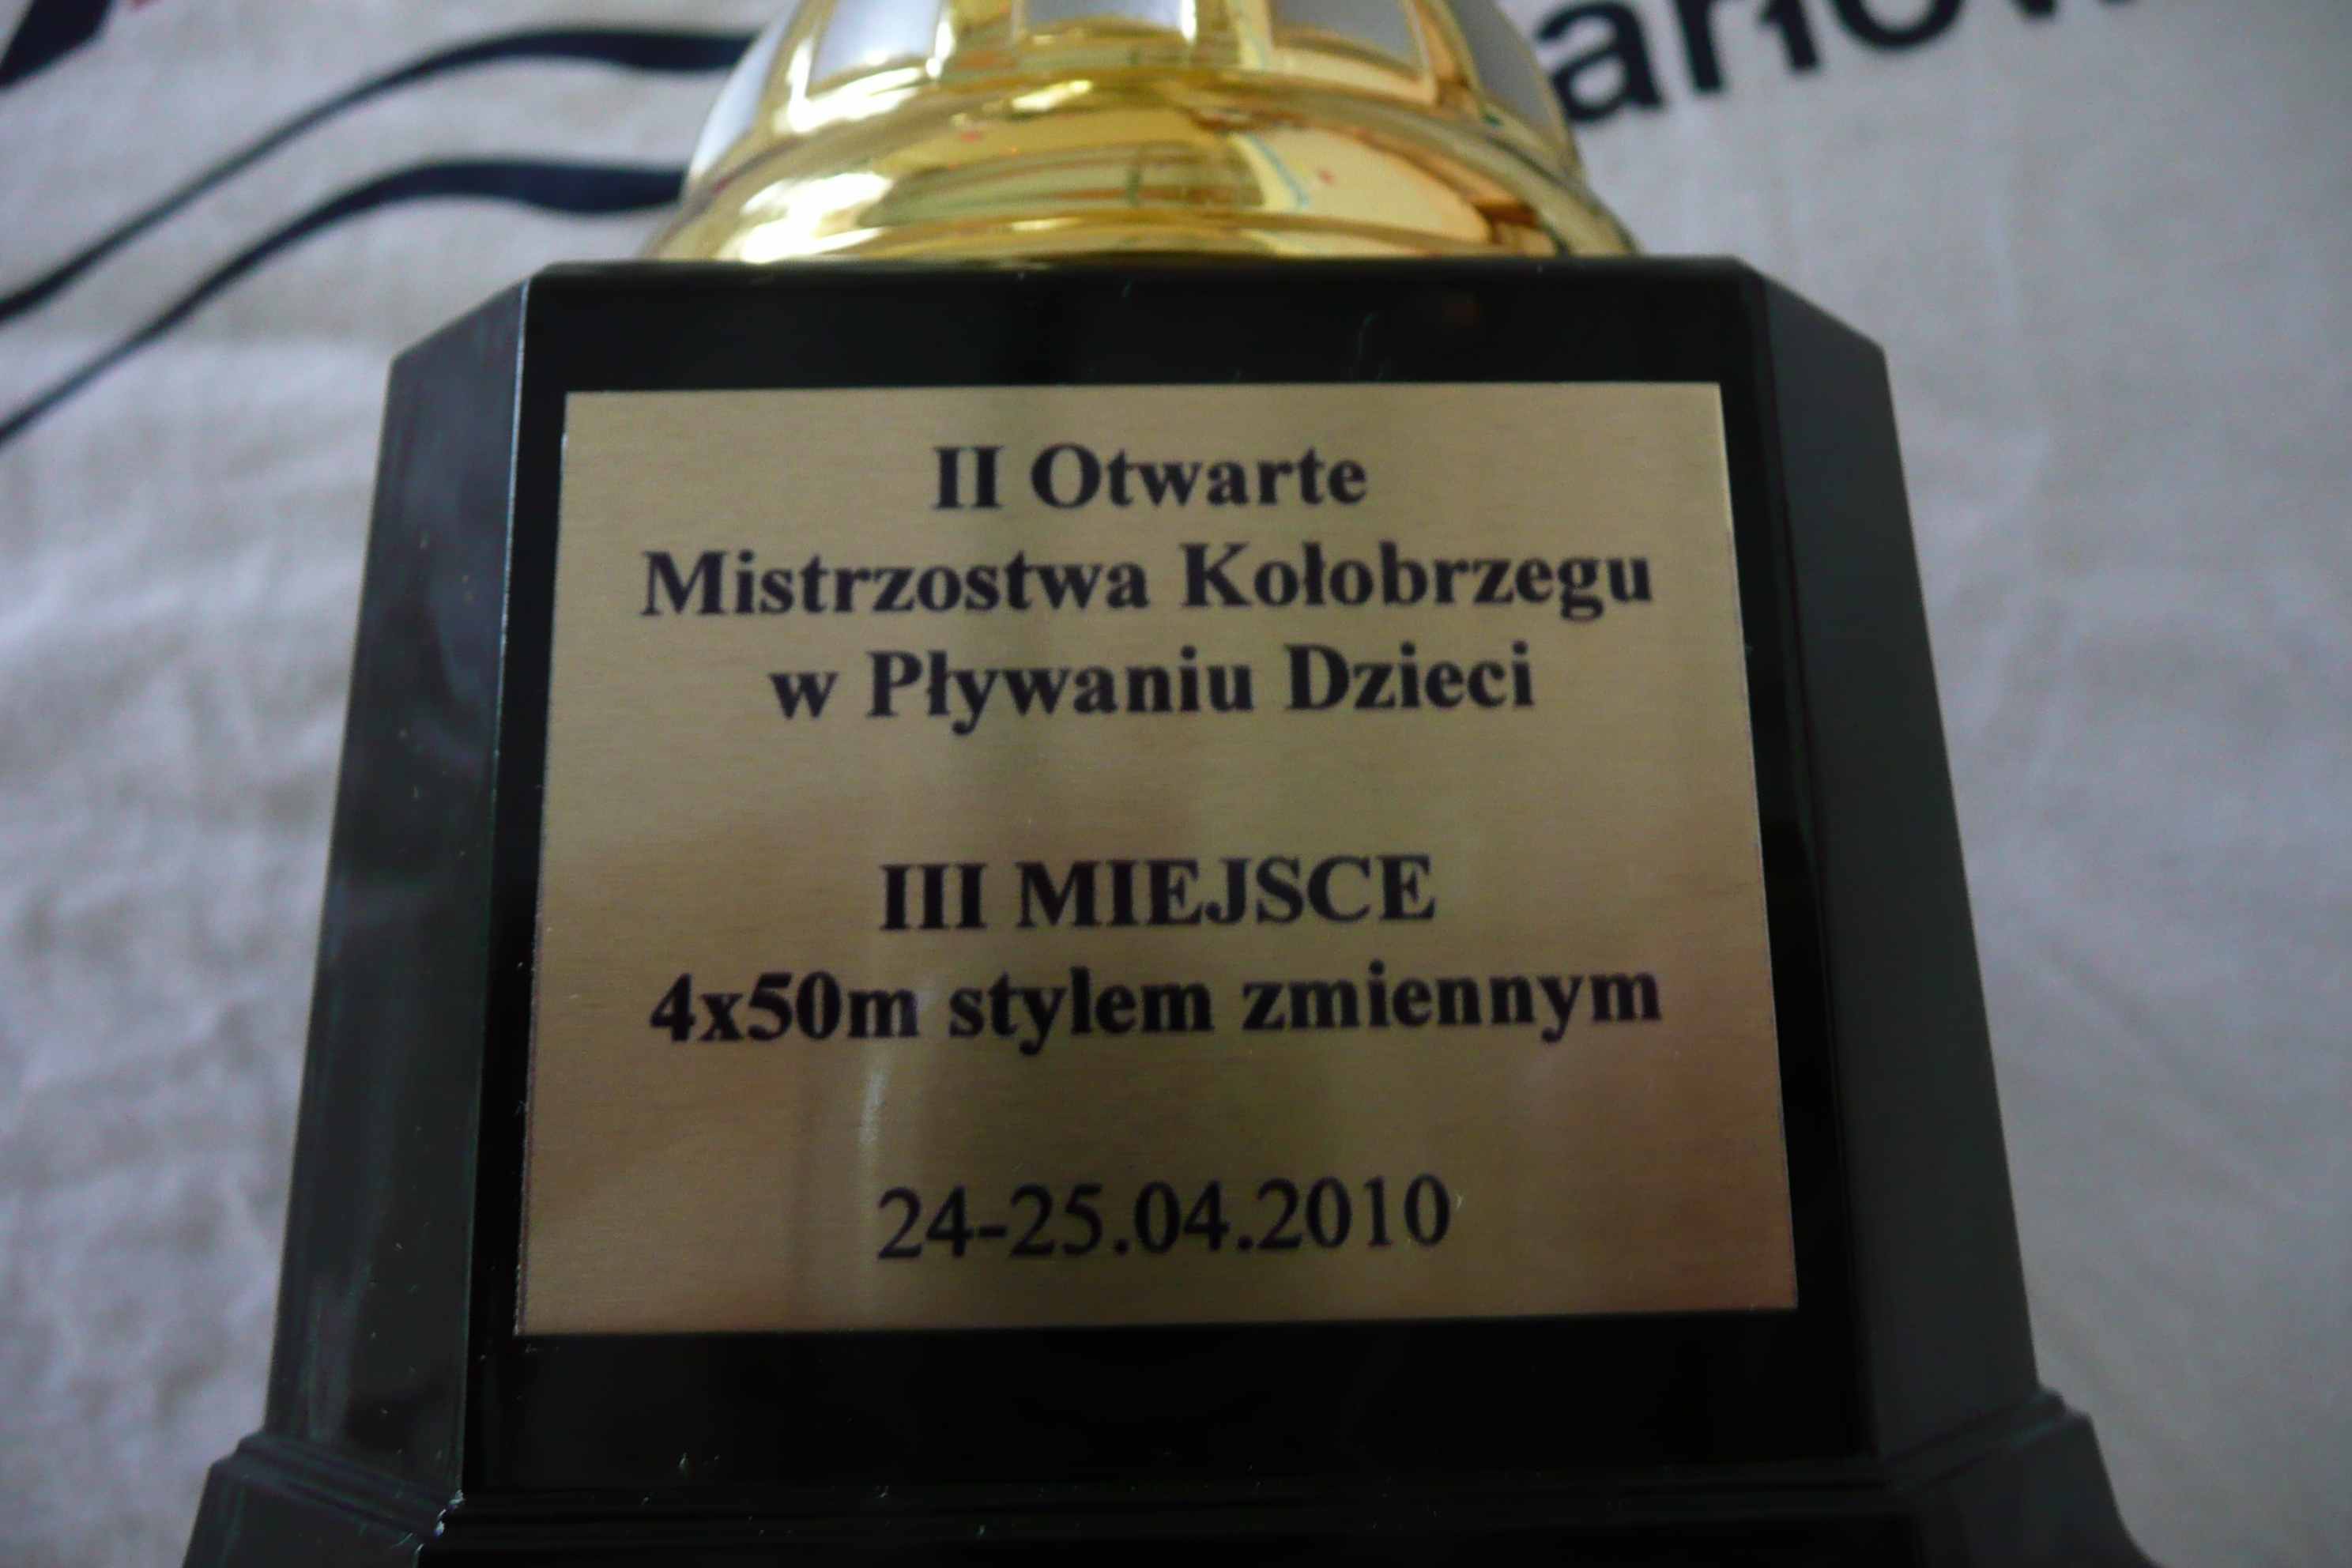 II Otwarte
Mistrzostwa Kołobrzegu
w Pływaniu Dzieci
III MIEJSCE
4x50m stylem zmiennym
24-25.04.2010